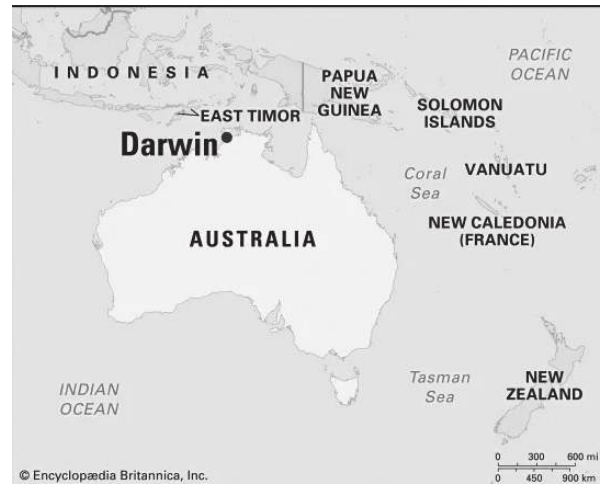 PACIFIC
OCEAN
INDONESIA
PAPUA
NEW
GUINEA
SOLOMON
ISLANDS
EAST TIMOR
Darwin
Coral
Sea
VANUATU
NEW CALEDONIA
(FRANCE)
AUSTRALIA
INDIAN
OCEAN
Tasman
Sea
NEW
ZEALAND
0 300 600 mi
0 450 900 km
© Encyclopædia Britannica, Inc.